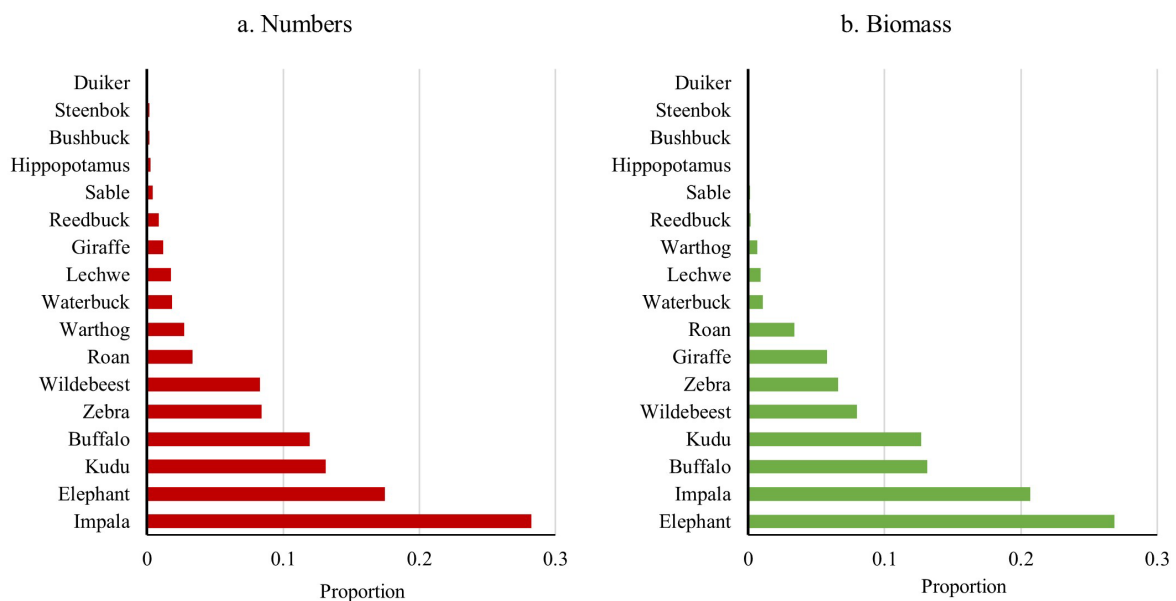 a. Numbers
Duiker
Steenbok
Bushbuck
Hippopotamus
Sable
Reedbuck
Giraffe
Lechwe
Waterbuck
Warthog
Roan
Wildebeest
Zebra
Buffalo
Kudu
Elephant
Impala
0 0.1 0.2 0.3
Proportion
b. Biomass
Duiker
Steenbok
Bushbuck
Hippopotamus
Sable
Reedbuck
Warthog
Lechwe
Waterbuck
Roan
Giraffe
Zebra
Wildebeest
Kudu
Buffalo
Impala
Elephant
0 0.1 0.2 0.3
Proportion